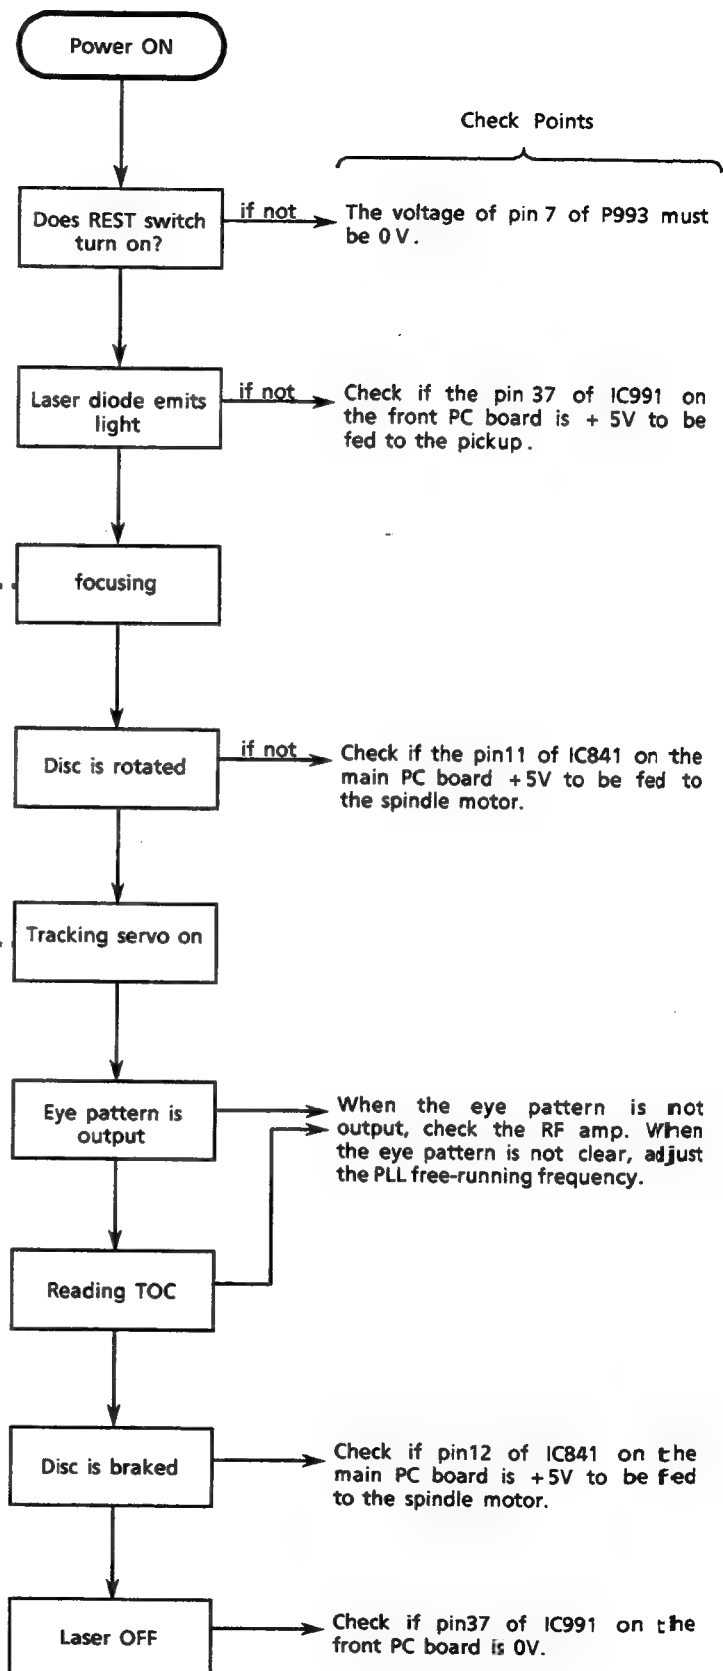 Power ON
Check Points
Does REST switch
turn on?
if not
The voltage of pin 7 of P993 must
be 0 V.
Laser diode emits
light
if not
Check if the pin 37 of IC991 on
the front PC board is + 5V to be
fed to the pickup.
focusing
Disc is rotated
if not
Check if the pin11 of IC841 on the
main PC board +5V to be fed to
the spindle motor.
Tracking servo on
Eye pattern is
output
When the eye pattern is not
output, check the RF amp. When
the eye pattern is not clear, adjust
the PLL free-running frequency.
Reading TOC
Disc is braked
Check if pin12 of IC841 on the
main PC board is +5V to be fed
to the spindle motor.
Laser OFF
Check if pin37 of IC991 on the
front PC board is 0V.